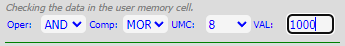 Checking the data in the user memory cell.
Oper: AND Comp: MOR UMC: 8 VAL: 1000